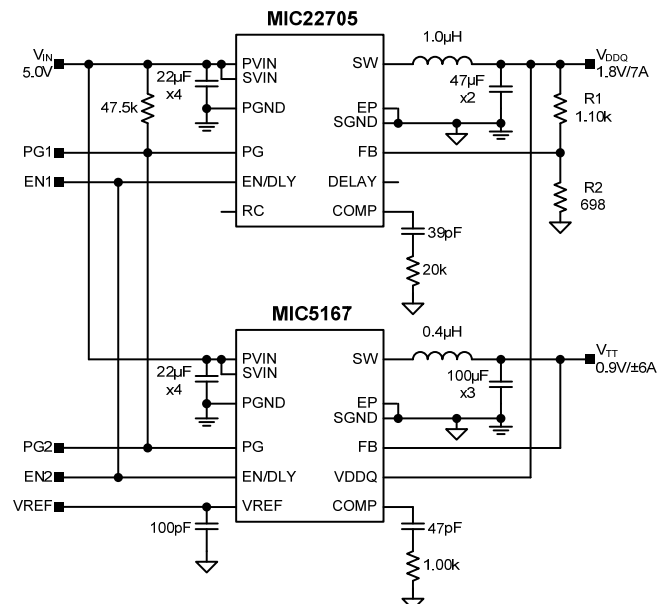 MIC22705
VIN
5.0V
47.5k
22µF
x4
PVIN
SVIN
PGND
PG
EN/DLY
RC
SW
EP
SGND
FB
DELAY
COMP
1.0µH
47µF
x2
VDDQ
1.8V/7A
R1
1.10k
R2
698
PG1
EN1
39pF
20k
MIC5167
22µF
x4
PVIN
SVIN
PGND
PG
EN/DLY
VREF
SW
EP
SGND
FB
VDDQ
COMP
0.4µH
100µF
x3
VTT
0.9V/±6A
PG2
EN2
VREF
100pF
47pF
1.00k